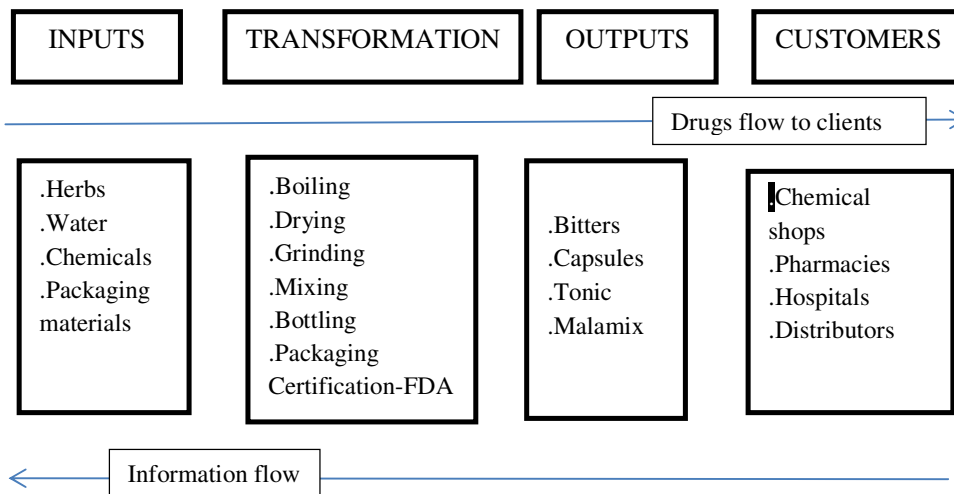 INPUTS
TRANSFORMATION
OUTPUTS
CUSTOMERS
Drugs flow to clients
.Herbs
.Water
.Chemicals
.Packaging
materials
.Boiling
.Drying
.Grinding
.Mixing
.Bottling
.Packaging
Certification-FDA
.Bitters
.Capsules
.Tonic
.Malamix
.Chemical
shops
.Pharmacies
.Hospitals
.Distributors
Information flow